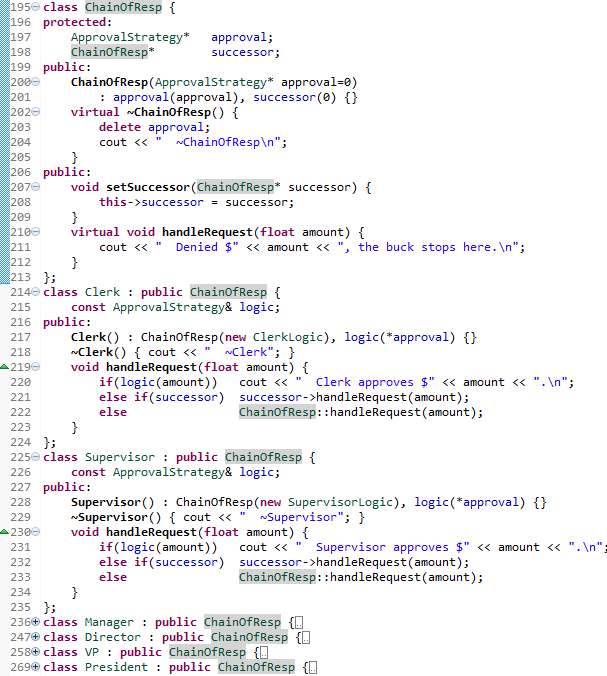 195 class ChainOfResp {
196 protected:
197     ApprovalStrategy*   approval;
198     ChainOfResp*        successor;
199 public:
200     ChainOfResp(ApprovalStrategy* approval=0)
201         : approval(approval), successor(0) {}
202     virtual ~ChainOfResp() {
203         delete approval;
204         cout << "  ~ChainOfResp\n";
205     }
206 public:
207     void setSuccessor(ChainOfResp* successor) {
208         this->successor = successor;
209     }
210     virtual void handleRequest(float amount) {
211         cout << "  Denied $" << amount << ", the buck stops here.\n";
212     }
213 };
214 class Clerk : public ChainOfResp {
215     const ApprovalStrategy& logic;
216 public:
217     Clerk() : ChainOfResp(new ClerkLogic), logic(*approval) {}
218     ~Clerk() { cout << "  ~Clerk"; }
219     void handleRequest(float amount) {
220         if(logic(amount))   cout << "  Clerk approves $" << amount << ".\n";
221         else if(successor)  successor->handleRequest(amount);
222         else                ChainOfResp::handleRequest(amount);
223     }
224 };
225 class Supervisor : public ChainOfResp {
226     const ApprovalStrategy& logic;
227 public:
228     Supervisor() : ChainOfResp(new SupervisorLogic), logic(*approval) {}
229     ~Supervisor() { cout << "  ~Supervisor"; }
230     void handleRequest(float amount) {
231         if(logic(amount))   cout << "  Supervisor approves $" << amount << ".\n";
232         else if(successor)  successor->handleRequest(amount);
233         else                ChainOfResp::handleRequest(amount);
234     }
235 };
236 class Manager : public ChainOfResp {
247 class Director : public ChainOfResp {
258 class VP : public ChainOfResp {
269 class President : public ChainOfResp {